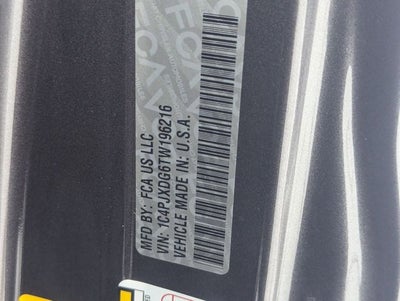 MFD BY: FCA US LLC
VIN: 1C4PJXDG6TW196216
VEHICLE MADE IN: U.S.A.